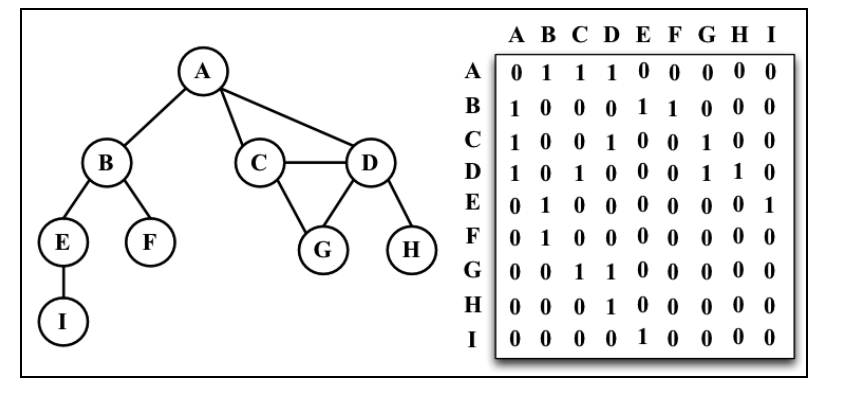 A
B
C
D
E
F
G
H
I
A B C D E F G H I
A 0 1 1 1 0 0 0 0 0
B 1 0 0 0 1 1 0 0 0
C 1 0 0 1 0 0 1 0 0
D 1 0 1 0 0 0 1 1 0
E 0 1 0 0 0 0 0 0 1
F 0 1 0 0 0 0 0 0 0
G 0 0 1 1 0 0 0 0 0
H 0 0 0 1 0 0 0 0 0
I 0 0 0 0 1 0 0 0 0